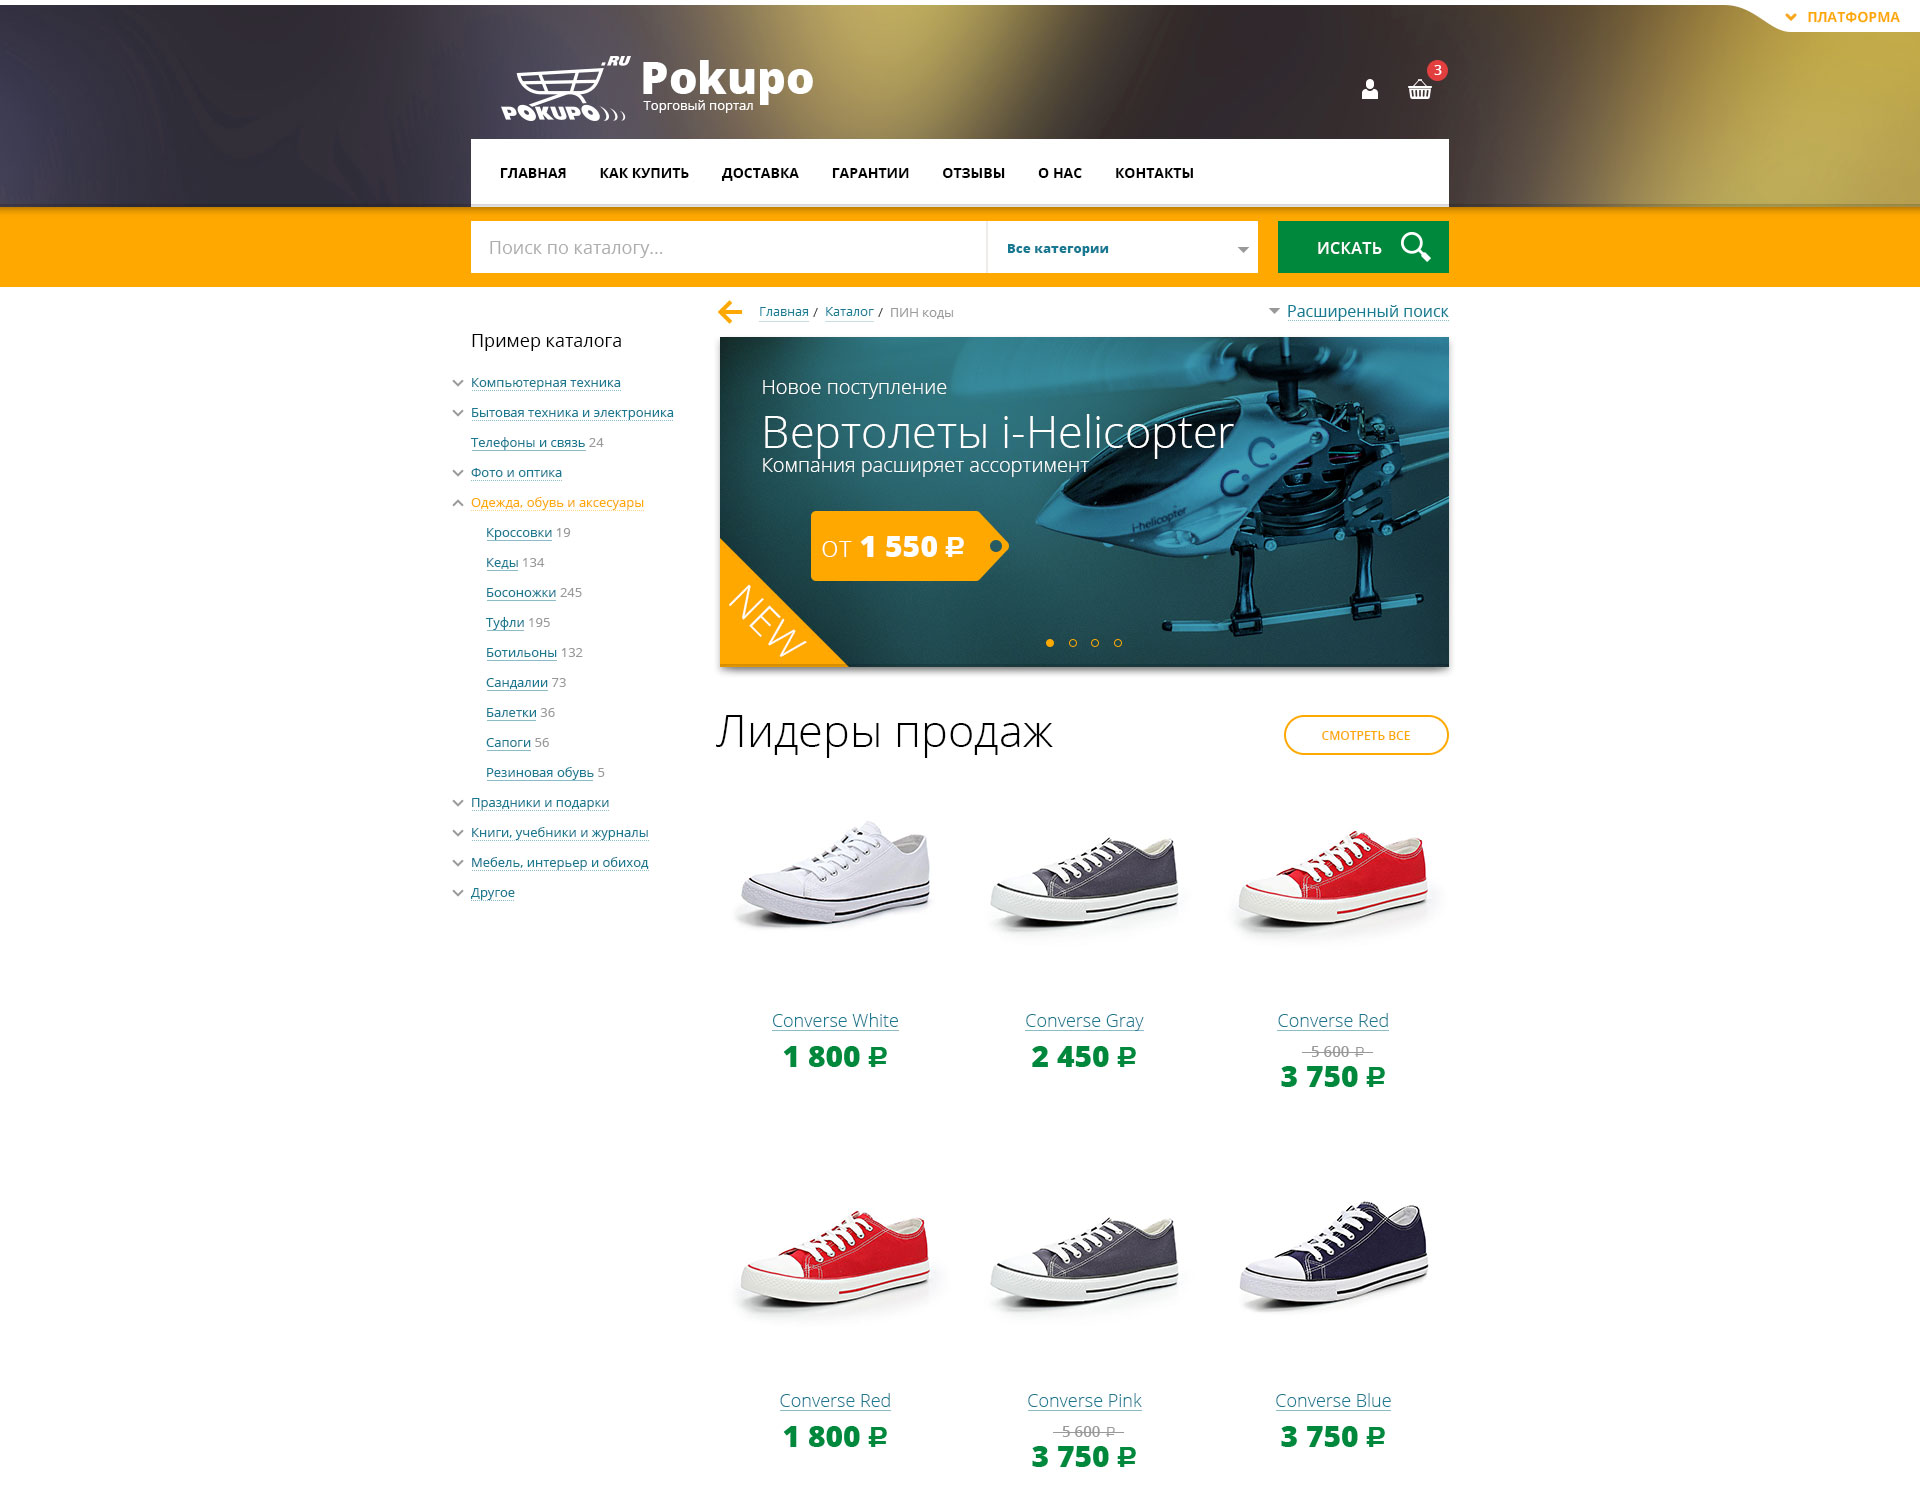 ПЛАТФОРМА
.RU
POKUPO
Pokupo
Торговый портал
3
ГЛАВНАЯ КАК КУПИТЬ ДОСТАВКА ГАРАНТИИ ОТЗЫВЫ О НАС КОНТАКТЫ
Поиск по каталогу... Все категории ИСКАТЬ
Главная / Каталог / ПИН коды Расширенный поиск
Пример каталога
Компьютерная техника
Бытовая техника и электроника
Телефоны и связь 24
Фото и оптика
Одежда, обувь и аксесуары
Кроссовки 19
Кеды 134
Босоножки 245
Туфли 195
Ботильоны 132
Сандалии 73
Балетки 36
Сапоги 56
Резиновая обувь 5
Праздники и подарки
Книги, учебники и журналы
Мебель, интерьер и обиход
Другое
Новое поступление
Вертолеты i-Helicopter
Компания расширяет ассортимент
i-helicopter
от 1 550 ₽
NEW
Лидеры продаж СМОТРЕТЬ ВСЕ
Converse White Converse Gray Converse Red
5 600 ₽
1 800 ₽ 2 450 ₽ 3 750 ₽
Converse Red Converse Pink Converse Blue
5 600 ₽
1 800 ₽ 3 750 ₽ 3 750 ₽